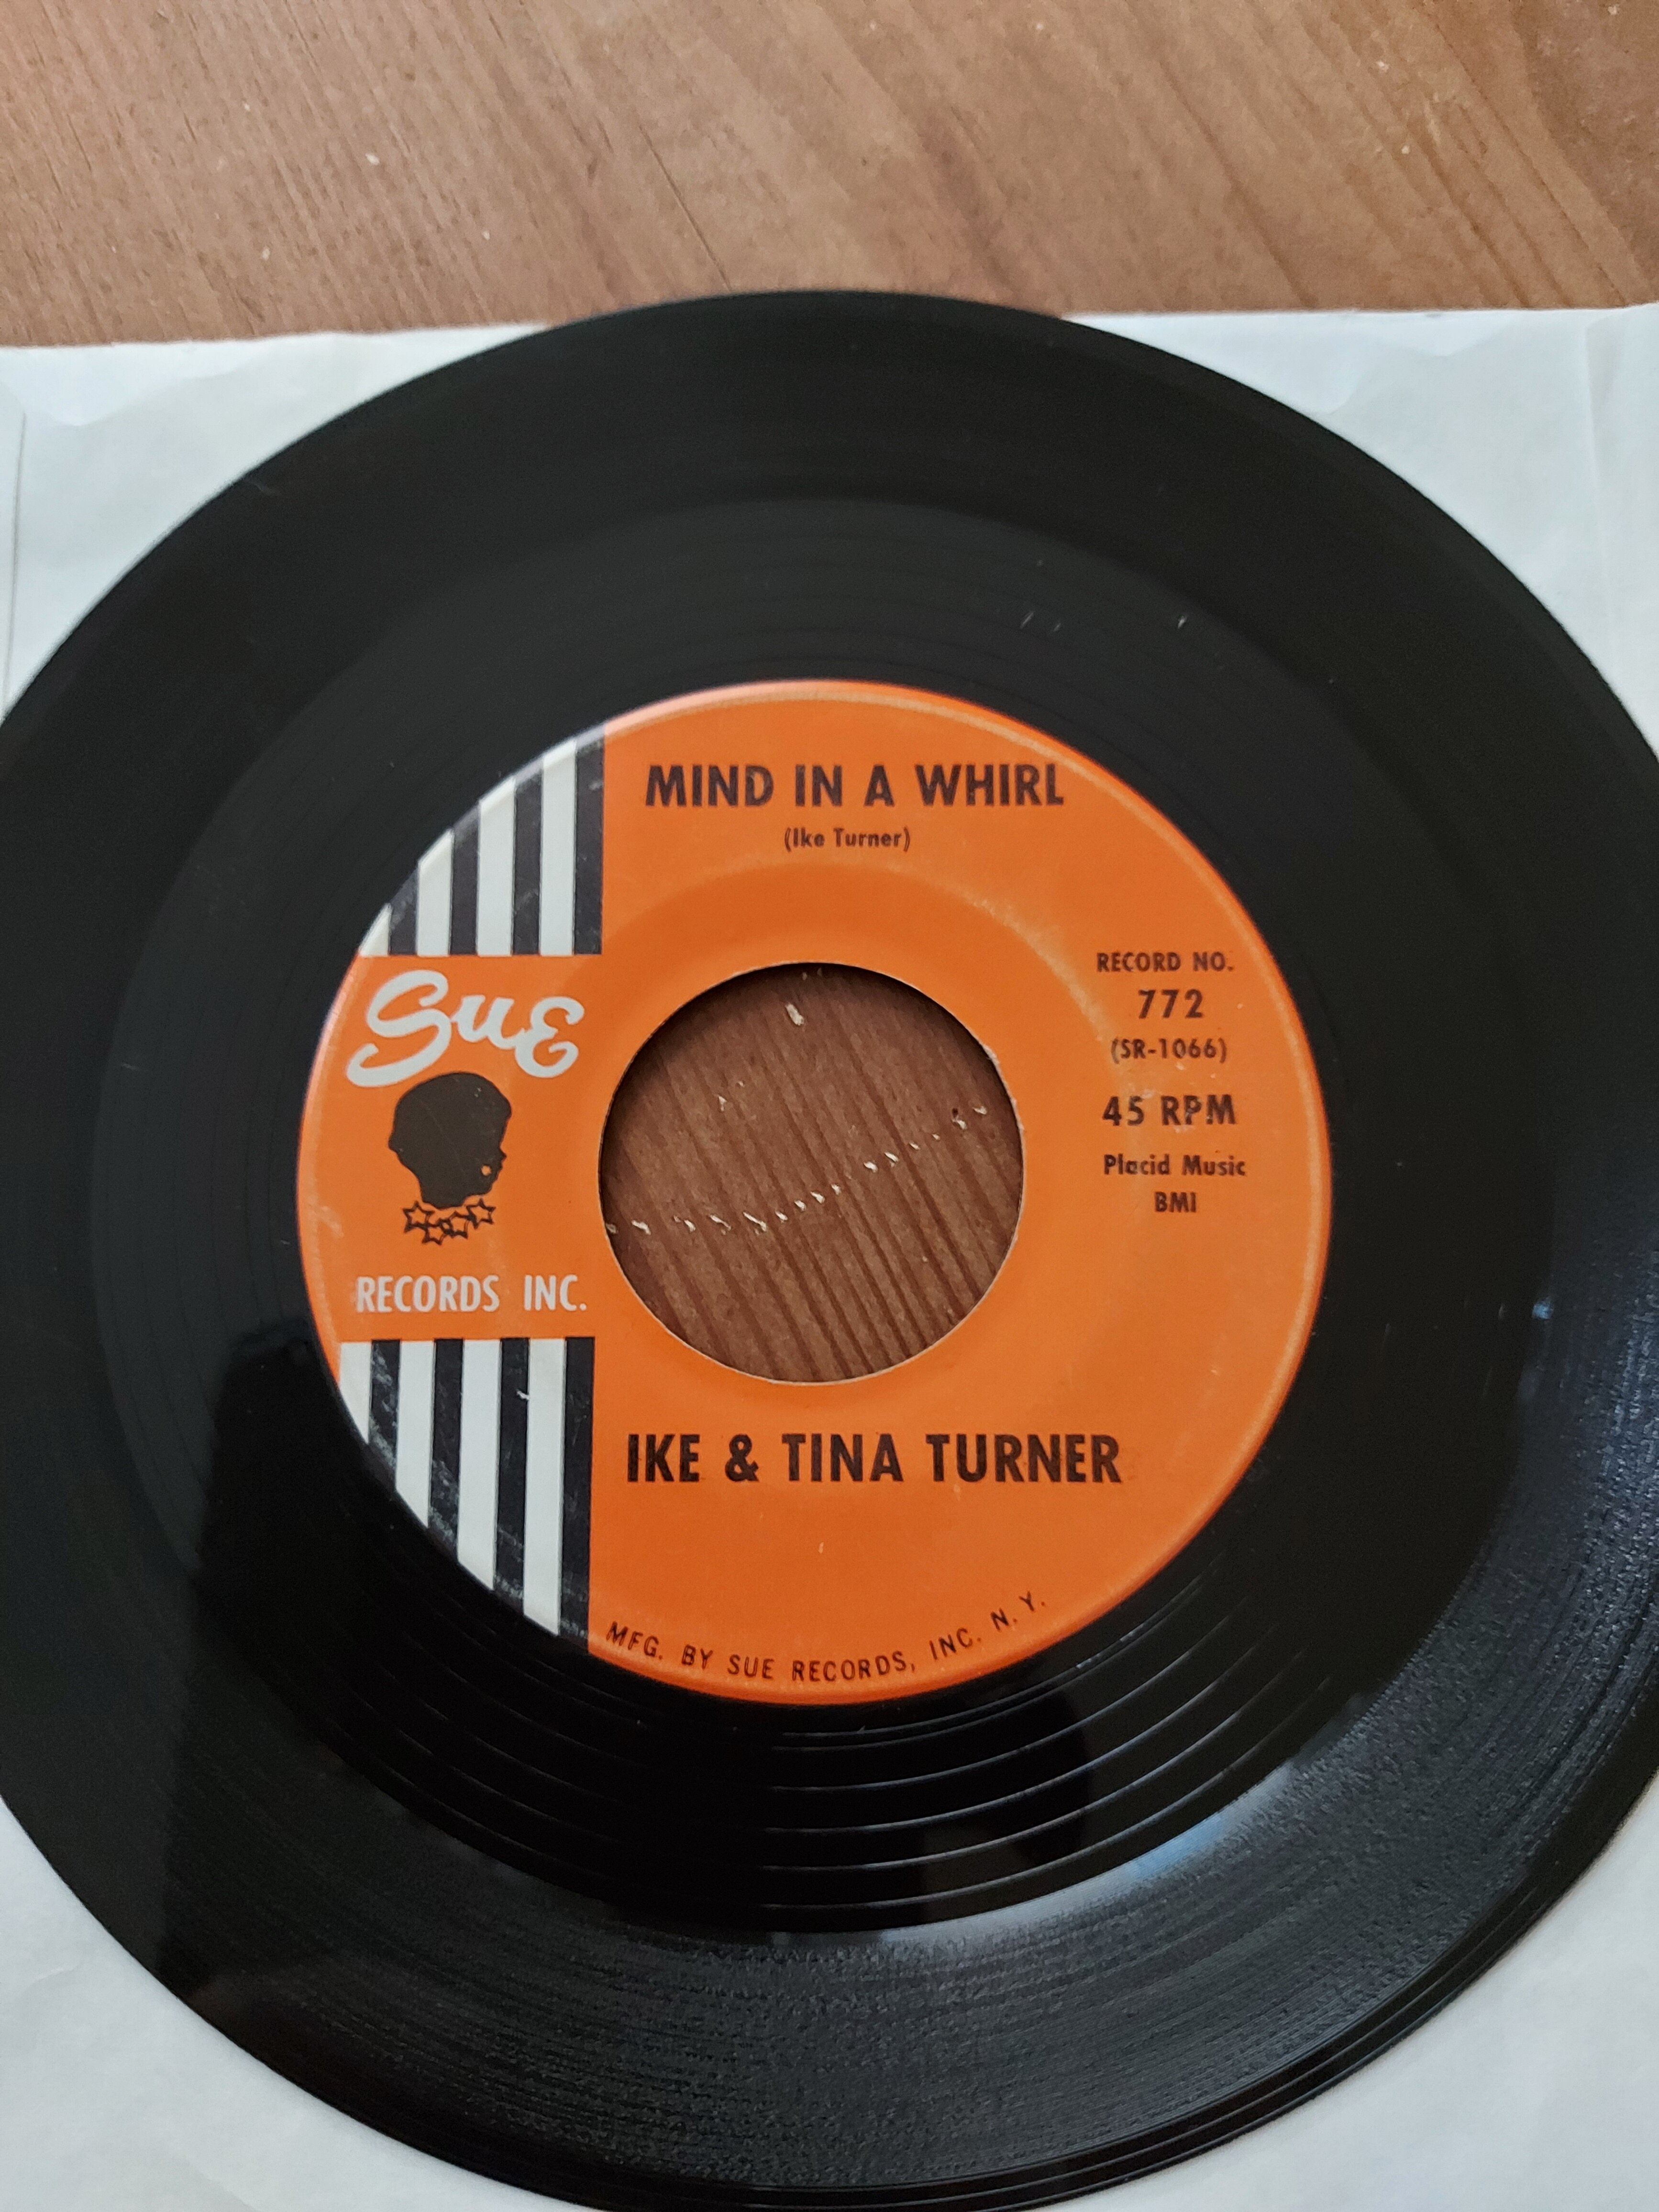 MIND IN A WHIRL
(Ike Turner)
Sue
RECORDS INC.
RECORD NO.
772
(SR-1066)
45 RPM
Placid Music
BMI
IKE & TINA TURNER
MFG. BY SUE RECORDS, INC. N. Y.